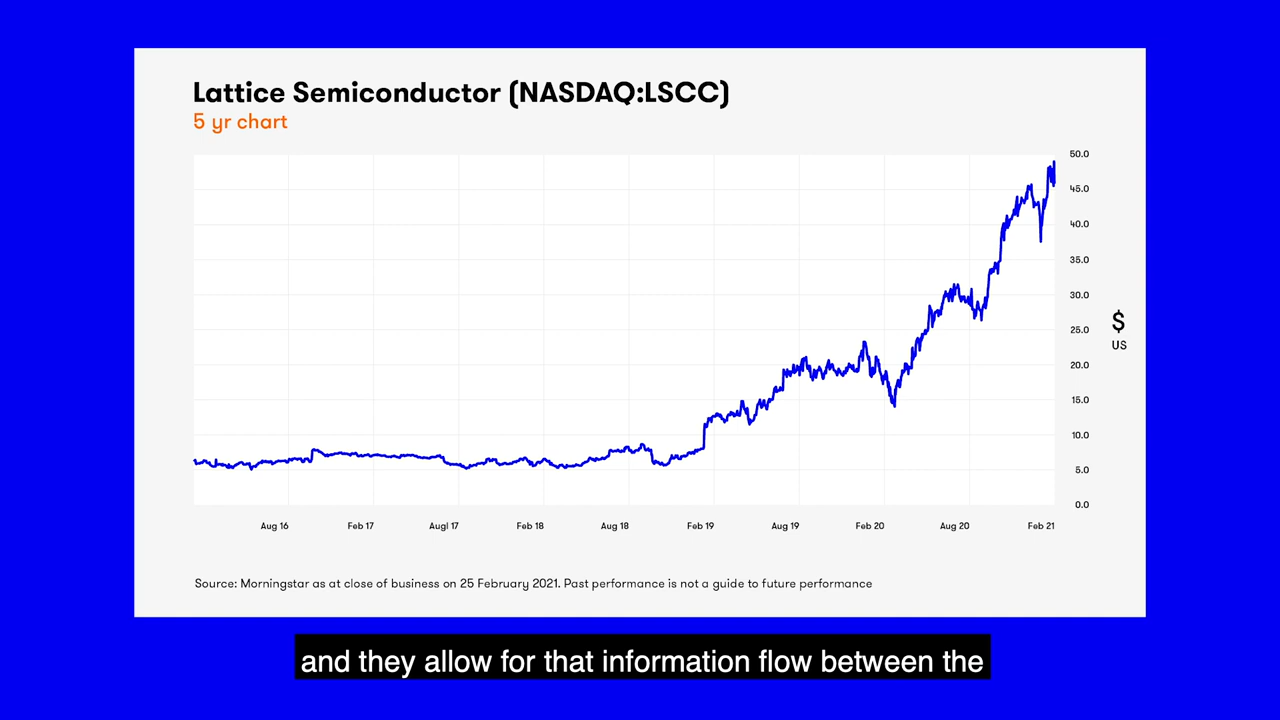 Lattice Semiconductor (NASDAQ:LSCC)
5 yr chart
50.0
45.0
40.0
35.0
30.0
25.0
20.0
15.0
10.0
5.0
0.0
$
US
Aug 16 Feb 17 Augl 17 Feb 18 Aug 18 Feb 19 Aug 19 Feb 20 Aug 20 Feb 21
Source: Morningstar as at close of business on 25 February 2021. Past performance is not a guide to future performance
and they allow for that information flow between the